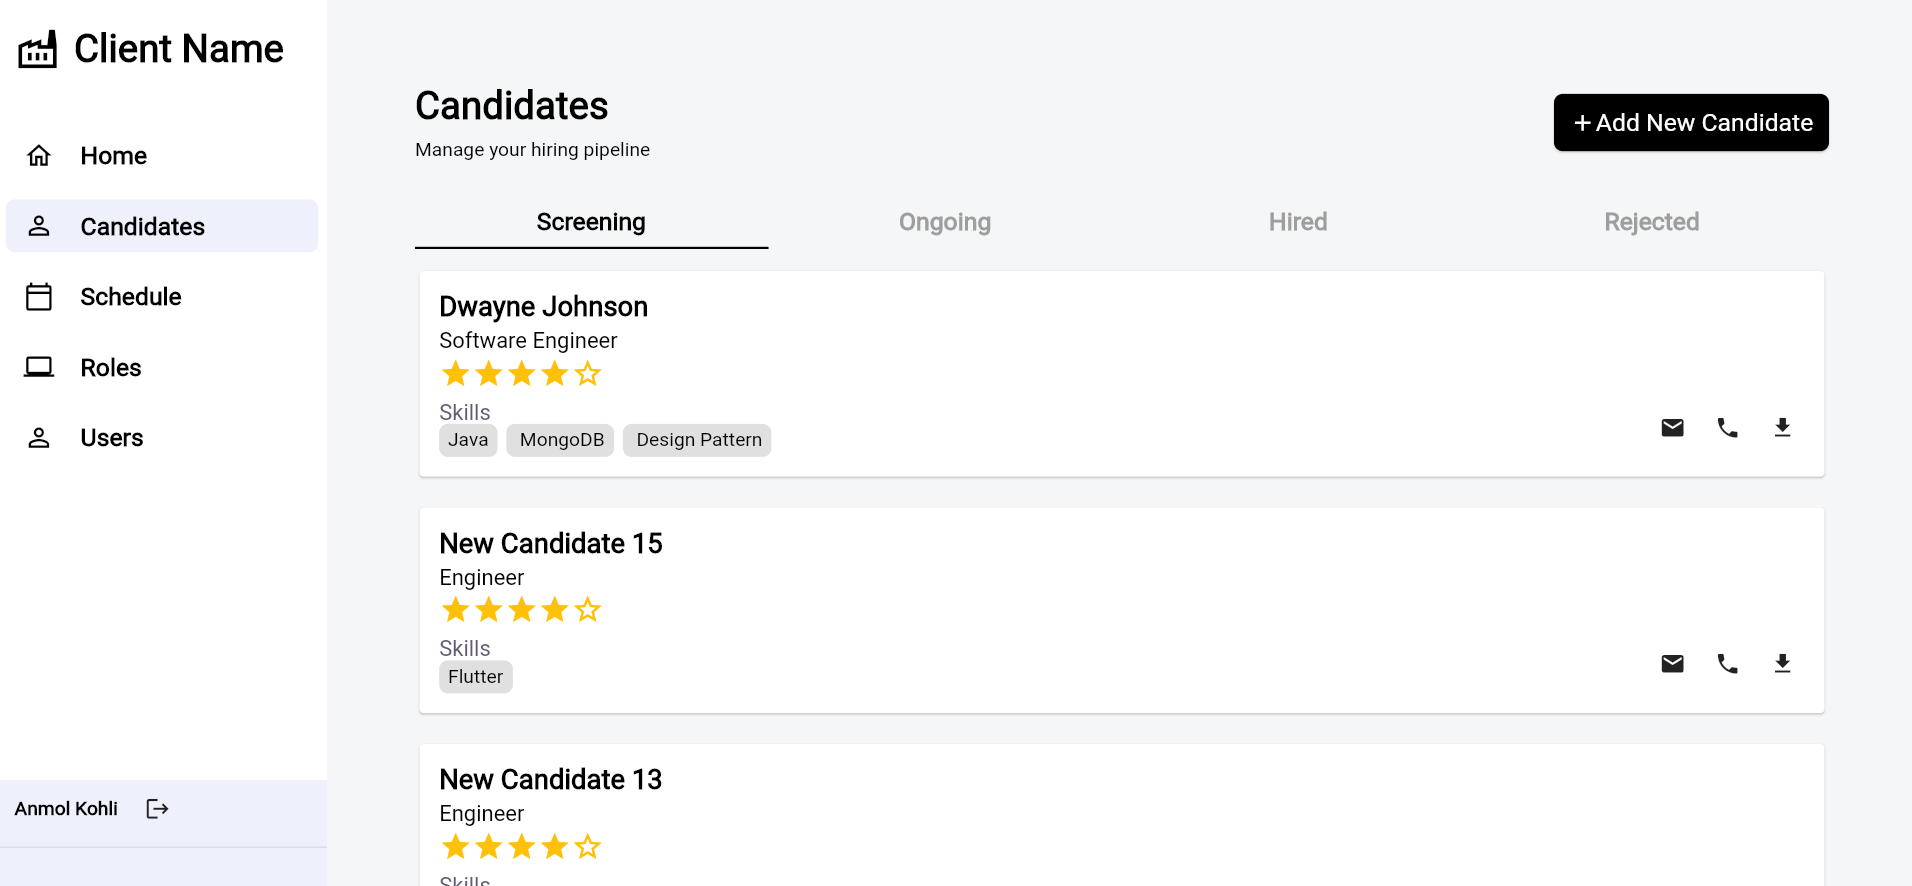 Client Name
Home
Candidates
Schedule
Roles
Users
Anmol Kohli
Candidates
Manage your hiring pipeline
+ Add New Candidate
Screening Ongoing Hired Rejected
Dwayne Johnson
Software Engineer
Skills
Java MongoDB Design Pattern
New Candidate 15
Engineer
Skills
Flutter
New Candidate 13
Engineer
Skills